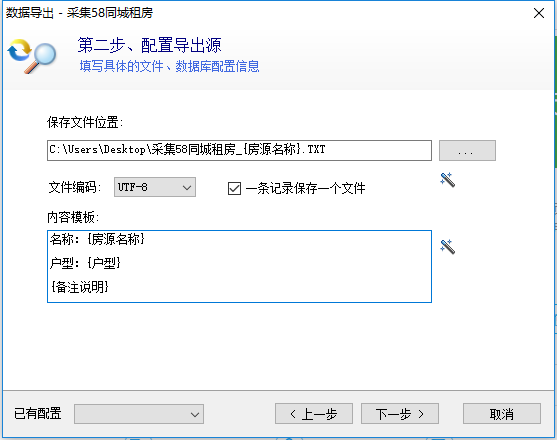 数据导出 - 采集58同城租房
第二步、配置导出源
填写具体的文件、数据库配置信息
保存文件位置:
C:\Users\Desktop\采集58同城租房_{房源名称}.TXT
...
文件编码: UTF-8 一条记录保存一个文件
内容模板:
名称: {房源名称}
户型: {户型}
{备注说明}
已有配置 < 上一步 下一步 > 取消